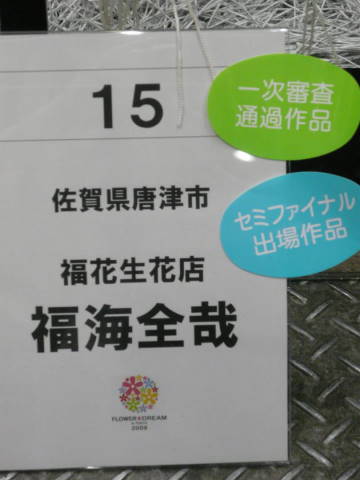 15
一次審査
通過作品
佐賀県唐津市
セミファイナル
出場作品
福花生花店
福海全哉
FLOWER DREAM
2008